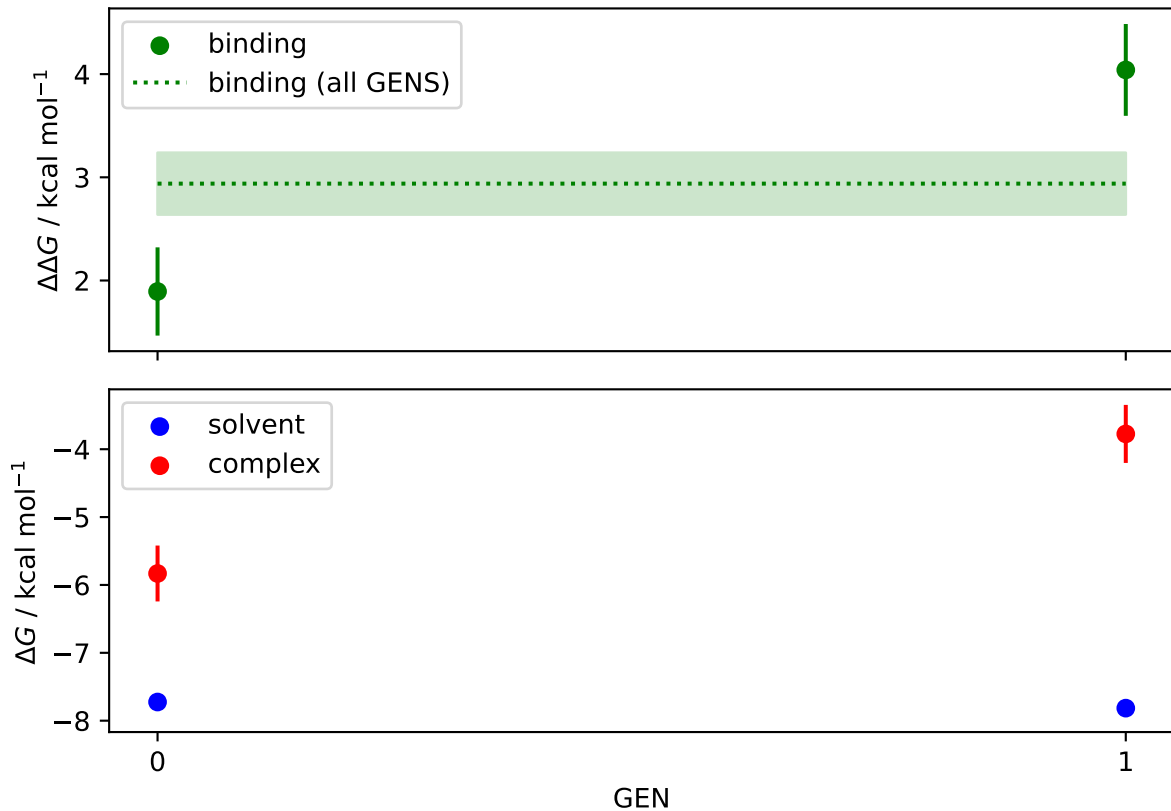 binding
binding (all GENS)
4
3
2
ΔΔG / kcal mol⁻¹
solvent
complex
−4
−5
−6
−7
−8
ΔG / kcal mol⁻¹
0
1
GEN